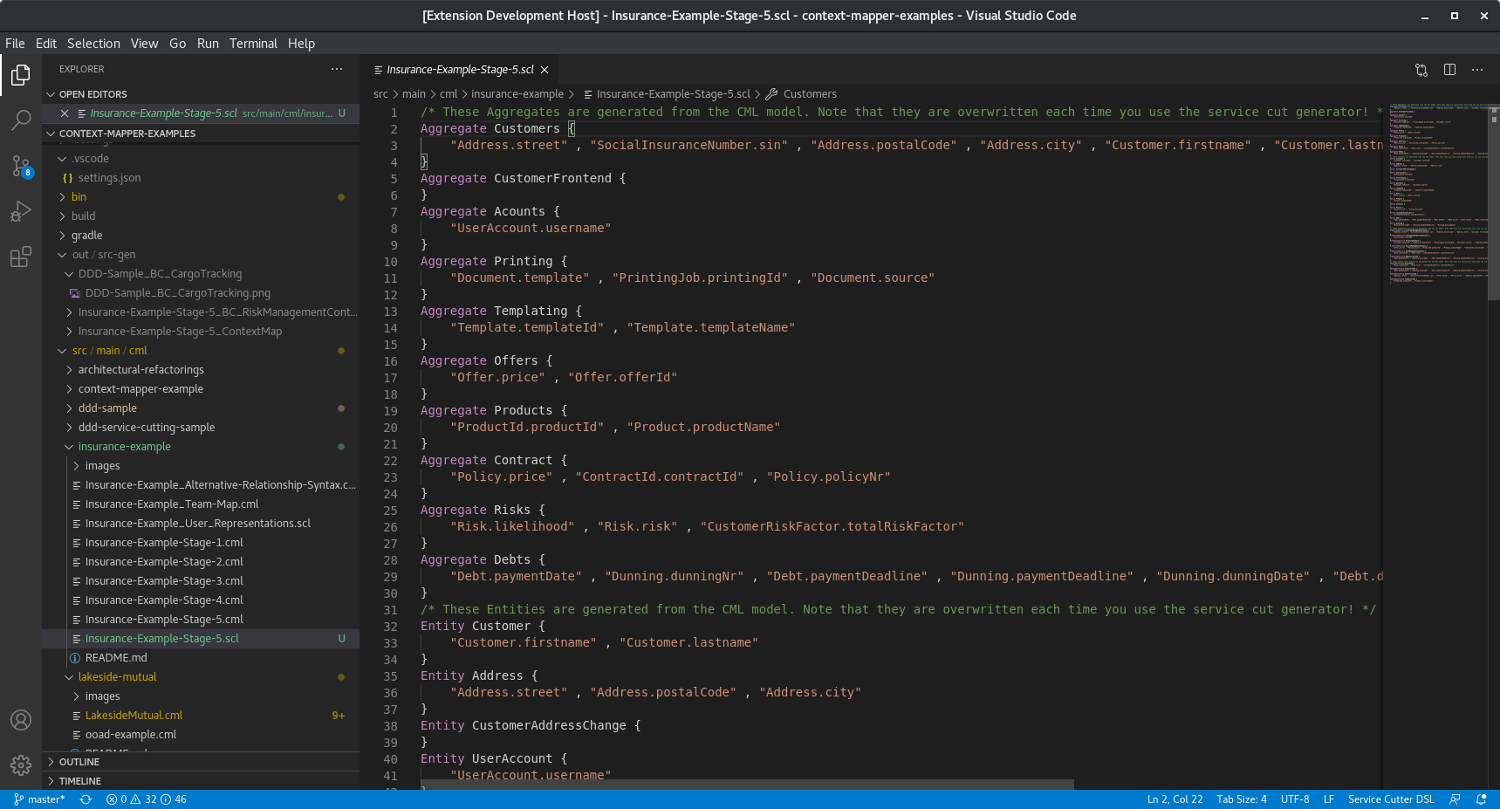 [Extension Development Host] - Insurance-Example-Stage-5.scl - context-mapper-examples - Visual Studio Code
File Edit Selection View Go Run Terminal Help
EXPLORER
OPEN EDITORS
Insurance-Example-Stage-5.scl src/main/cml/insur... U
CONTEXT-MAPPER-EXAMPLES
.vscode
settings.json
bin
build
gradle
out / src-gen
DDD-Sample_BC_CargoTracking
DDD-Sample_BC_CargoTracking.png
Insurance-Example-Stage-5_BC_RiskManagementCont...
Insurance-Example-Stage-5_ContextMap
src / main / cml
architectural-refactorings
context-mapper-example
ddd-sample
ddd-service-cutting-sample
insurance-example
images
Insurance-Example_Alternative-Relationship-Syntax.c...
Insurance-Example_Team-Map.cml
Insurance-Example_User_Representations.scl
Insurance-Example-Stage-1.cml
Insurance-Example-Stage-2.cml
Insurance-Example-Stage-3.cml
Insurance-Example-Stage-4.cml
Insurance-Example-Stage-5.cml
Insurance-Example-Stage-5.scl U
README.md
lakeside-mutual
images
LakesideMutual.cml 9+
ooad-example.cml
OUTLINE
TIMELINE
8
Insurance-Example-Stage-5.scl
src > main > cml > insurance-example > Insurance-Example-Stage-5.scl > Customers
1 /* These Aggregates are generated from the CML model. Note that they are overwritten each time you use the service cut generator! *
2 Aggregate Customers {
3 "Address.street" , "SocialInsuranceNumber.sin" , "Address.postalCode" , "Address.city" , "Customer.firstname" , "Customer.lastn
4 }
5 Aggregate CustomerFrontend {
6 }
7 Aggregate Acounts {
8 "UserAccount.username"
9 }
10 Aggregate Printing {
11 "Document.template" , "PrintingJob.printingId" , "Document.source"
12 }
13 Aggregate Templating {
14 "Template.templateId" , "Template.templateName"
15 }
16 Aggregate Offers {
17 "Offer.price" , "Offer.offerId"
18 }
19 Aggregate Products {
20 "ProductId.productId" , "Product.productName"
21 }
22 Aggregate Contract {
23 "Policy.price" , "ContractId.contractId" , "Policy.policyNr"
24 }
25 Aggregate Risks {
26 "Risk.likelihood" , "Risk.risk" , "CustomerRiskFactor.totalRiskFactor"
27 }
28 Aggregate Debts {
29 "Debt.paymentDate" , "Dunning.dunningNr" , "Debt.paymentDeadline" , "Dunning.paymentDeadline" , "Dunning.dunningDate" , "Debt.d
30 }
31 /* These Entities are generated from the CML model. Note that they are overwritten each time you use the service cut generator! */
32 Entity Customer {
33 "Customer.firstname" , "Customer.lastname"
34 }
35 Entity Address {
36 "Address.street" , "Address.postalCode" , "Address.city"
37 }
38 Entity CustomerAddressChange {
39 }
40 Entity UserAccount {
41 "UserAccount.username"
master* 0 32 46 Ln 2, Col 22 Tab Size: 4 UTF-8 LF Service Cutter DSL